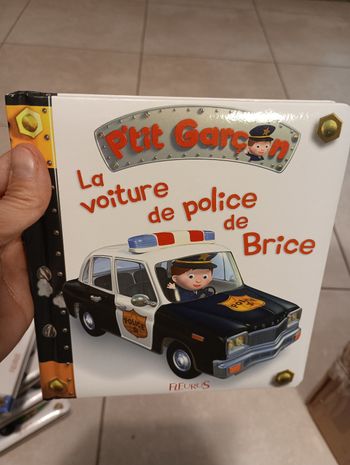 P'tit Garçon
La
voiture
de police
de
Brice
POLICE
POLICE
FLEURUS